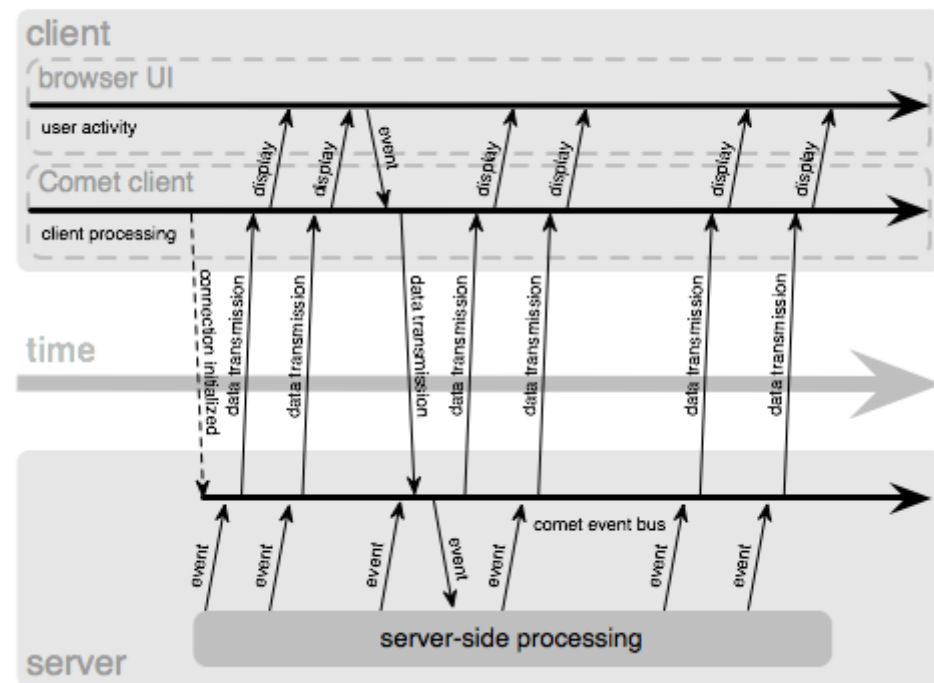 client
browser UI
user activity
display
display
event
display
display
display
display
Comet client
client processing
connection initialized
data transmission
data transmission
data transmission
data transmission
data transmission
data transmission
data transmission
time
comet event bus
event
event
event
event
event
event
event
server-side processing
server